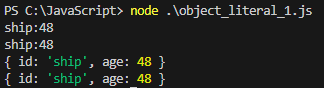 PS C:\JavaScript> node .\object_literal_1.js
ship:48
ship:48
{ id: 'ship', age: 48 }
{ id: 'ship', age: 48 }